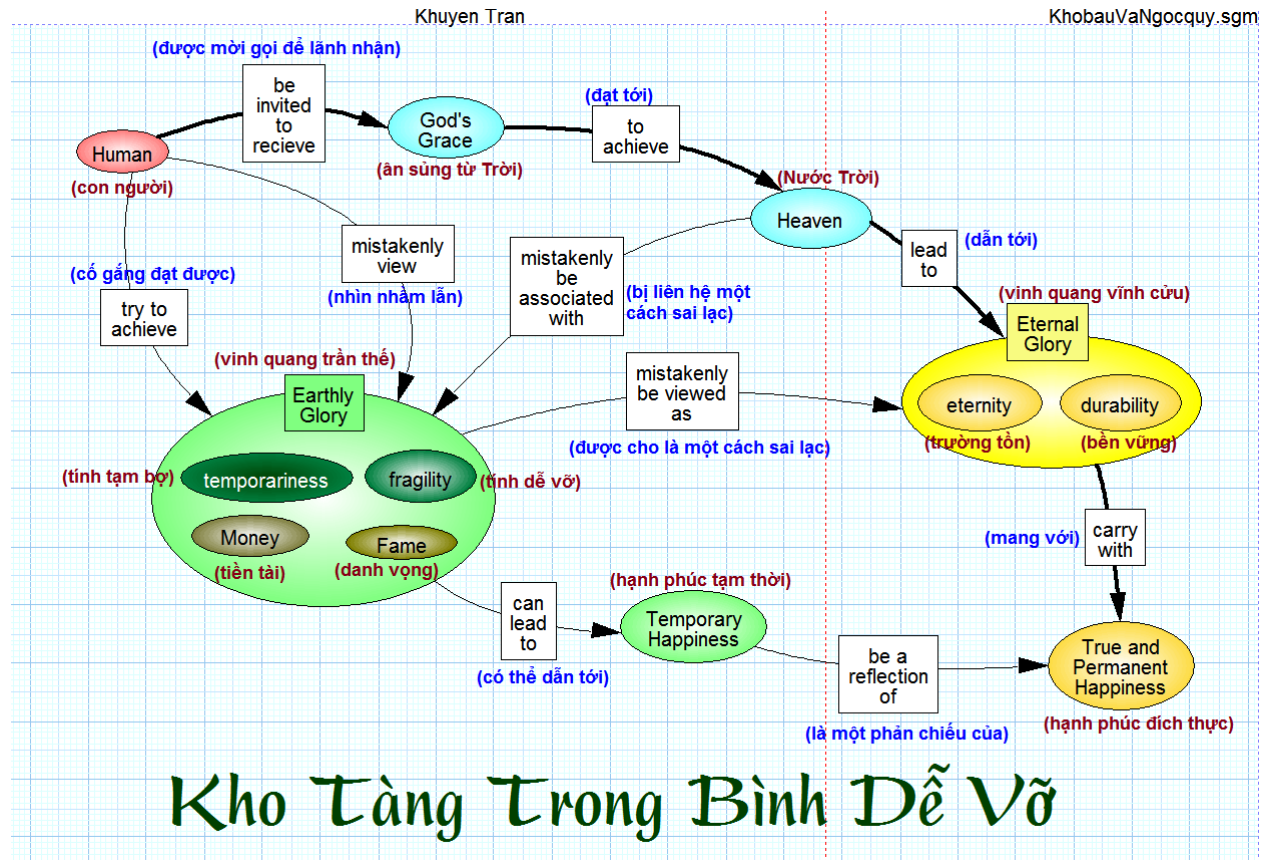 Khuyen Tran
KhobauVaNgocquy.sgm
(được mời gọi để lãnh nhận)
be
invited
to
recieve
God's
Grace
(ân sủng từ Trời)
(đạt tới)
to
achieve
Human
(con người)
(Nước Trời)
Heaven
mistakenly
view
(nhìn nhầm lẫn)
mistakenly
be
associated
with
(bị liên hệ một
cách sai lạc)
lead
to
(dẫn tới)
(cố gắng đạt được)
try to
achieve
(vinh quang vĩnh cửu)
Eternal
Glory
eternity
durability
(trường tồn)
(bền vững)
(vinh quang trần thế)
Earthly
Glory
mistakenly
be viewed
as
(được cho là một cách sai lạc)
(tính tạm bợ)
temporariness
fragility
(tính dễ vỡ)
Money
Fame
(tiền tài)
(danh vọng)
(mang với)
carry
with
can
lead
to
(có thể dẫn tới)
(hạnh phúc tạm thời)
Temporary
Happiness
be a
reflection
of
(là một phản chiếu của)
True and
Permanent
Happiness
(hạnh phúc đích thực)
Kho Tàng Trong Bình Dễ Vỡ